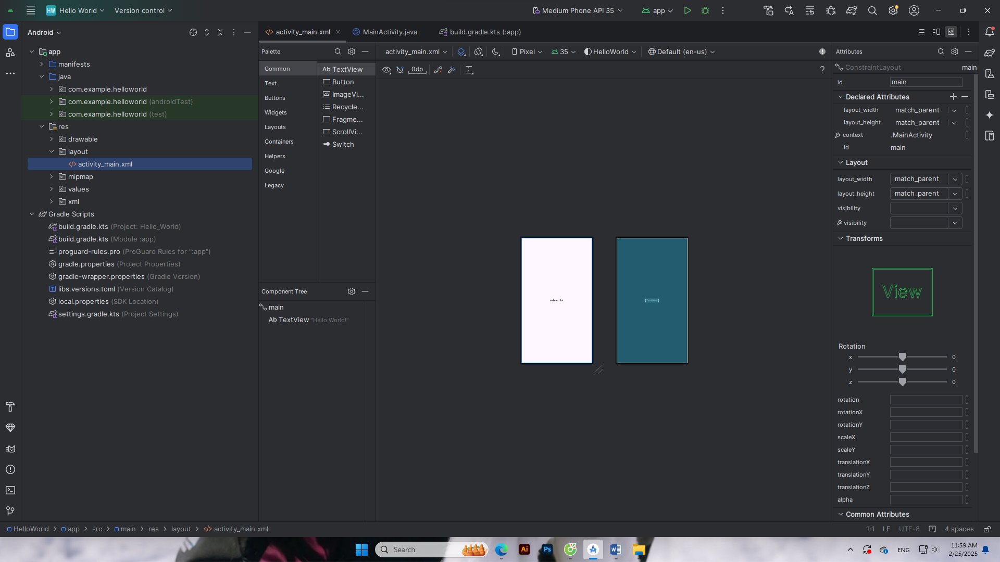 HW Hello World Version control Medium Phone API 35 app
Android
app
manifests
java
com.example.helloworld
com.example.helloworld (androidTest)
com.example.helloworld (test)
res
drawable
layout
activity_main.xml
mipmap
values
xml
Gradle Scripts
build.gradle.kts (Project: Hello_World)
build.gradle.kts (Module :app)
proguard-rules.pro (ProGuard Rules for ":app")
gradle.properties (Project Properties)
gradle-wrapper.properties (Gradle Version)
libs.versions.toml (Version Catalog)
local.properties (SDK Location)
settings.gradle.kts (Project Settings)
activity_main.xml MainActivity.java build.gradle.kts (:app)
Palette
Common
Text
Buttons
Widgets
Layouts
Containers
Helpers
Google
Legacy
Ab TextView
Button
ImageVi...
Recycle...
Fragme...
ScrollVi...
Switch
Component Tree
main
Ab TextView "Hello World!"
activity_main.xml Pixel 35 HelloWorld Default (en-us)
0dp ?
Hello World!
TextView
Attributes
ConstraintLayout main
id main
Declared Attributes
layout_width match_parent
layout_height match_parent
context .MainActivity
id main
Layout
layout_width match_parent
layout_height match_parent
visibility
visibility
Transforms
View
Rotation
x 0
y 0
z 0
rotation
rotationX
rotationY
scaleX
scaleY
translationX
translationY
translationZ
alpha
Common Attributes
HelloWorld app src main res layout activity_main.xml 1:1 LF UTF-8 4 spaces
Search Ai Ps ENG 11:59 AM
2/25/2025